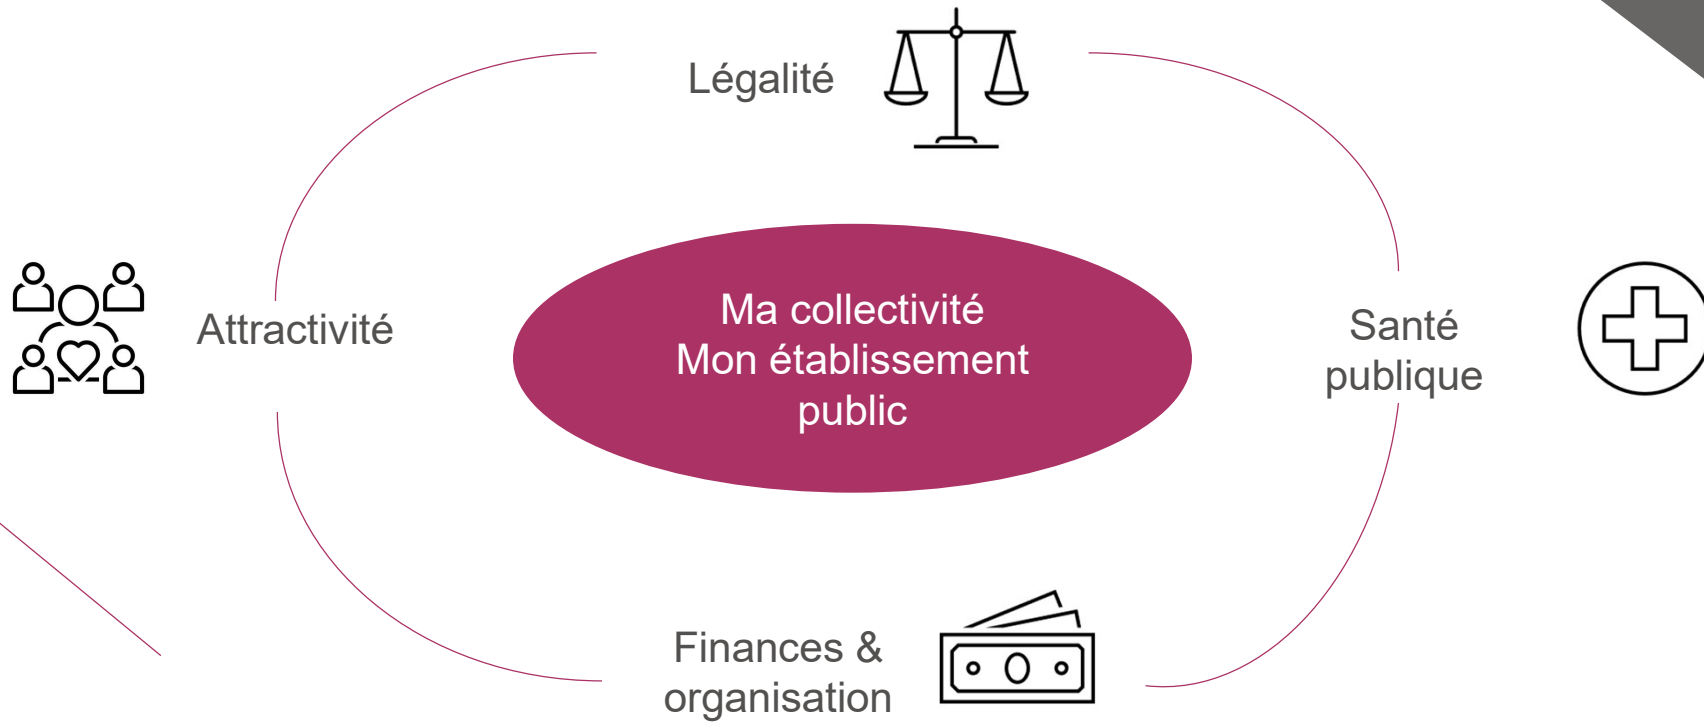 Légalité
Attractivité
Ma collectivité
Mon établissement
public
Santé
publique
Finances &
organisation